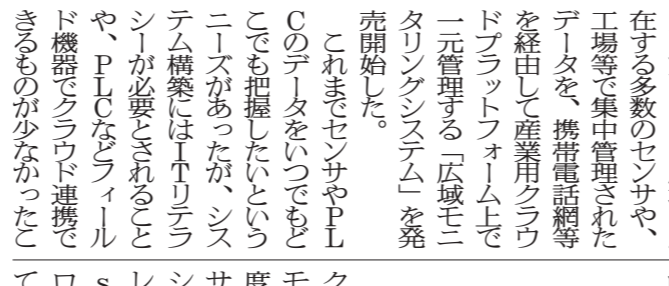 在する多数のセンサや、
工場等で集中管理された
データを、携帯電話網等
を経由して産業用クラウ
ドプラットフォーム上で
一元管理する「広域モニ
タリングシステム」を発
売開始した。
これまでセンサやPL
Cのデータをいつでもど
こでも把握したいという
ニーズがあったが、シス
テム構築にはITリテラ
シーが必要とされること
や、PLCなどフィール
ド機器でクラウド連携で
きるものが少なかったこ
ク
モ
度
サ
シ
レ
s
ワ
て